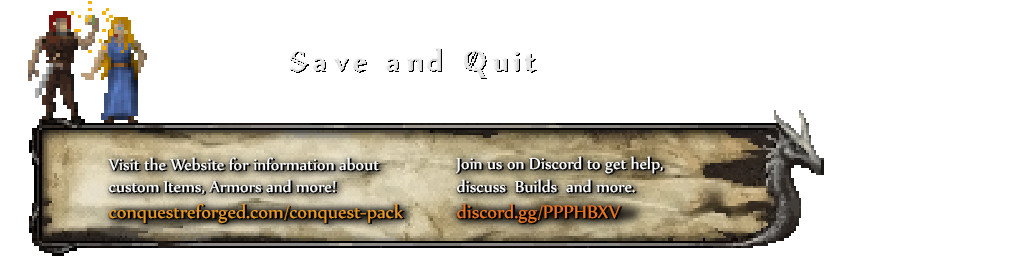 Save and Quit
Visit the Website for information about
custom Items, Armors and more!
conquestreforged.com/conquest-pack
Join us on Discord to get help,
discuss Builds and more.
discord.gg/PPPHBXV